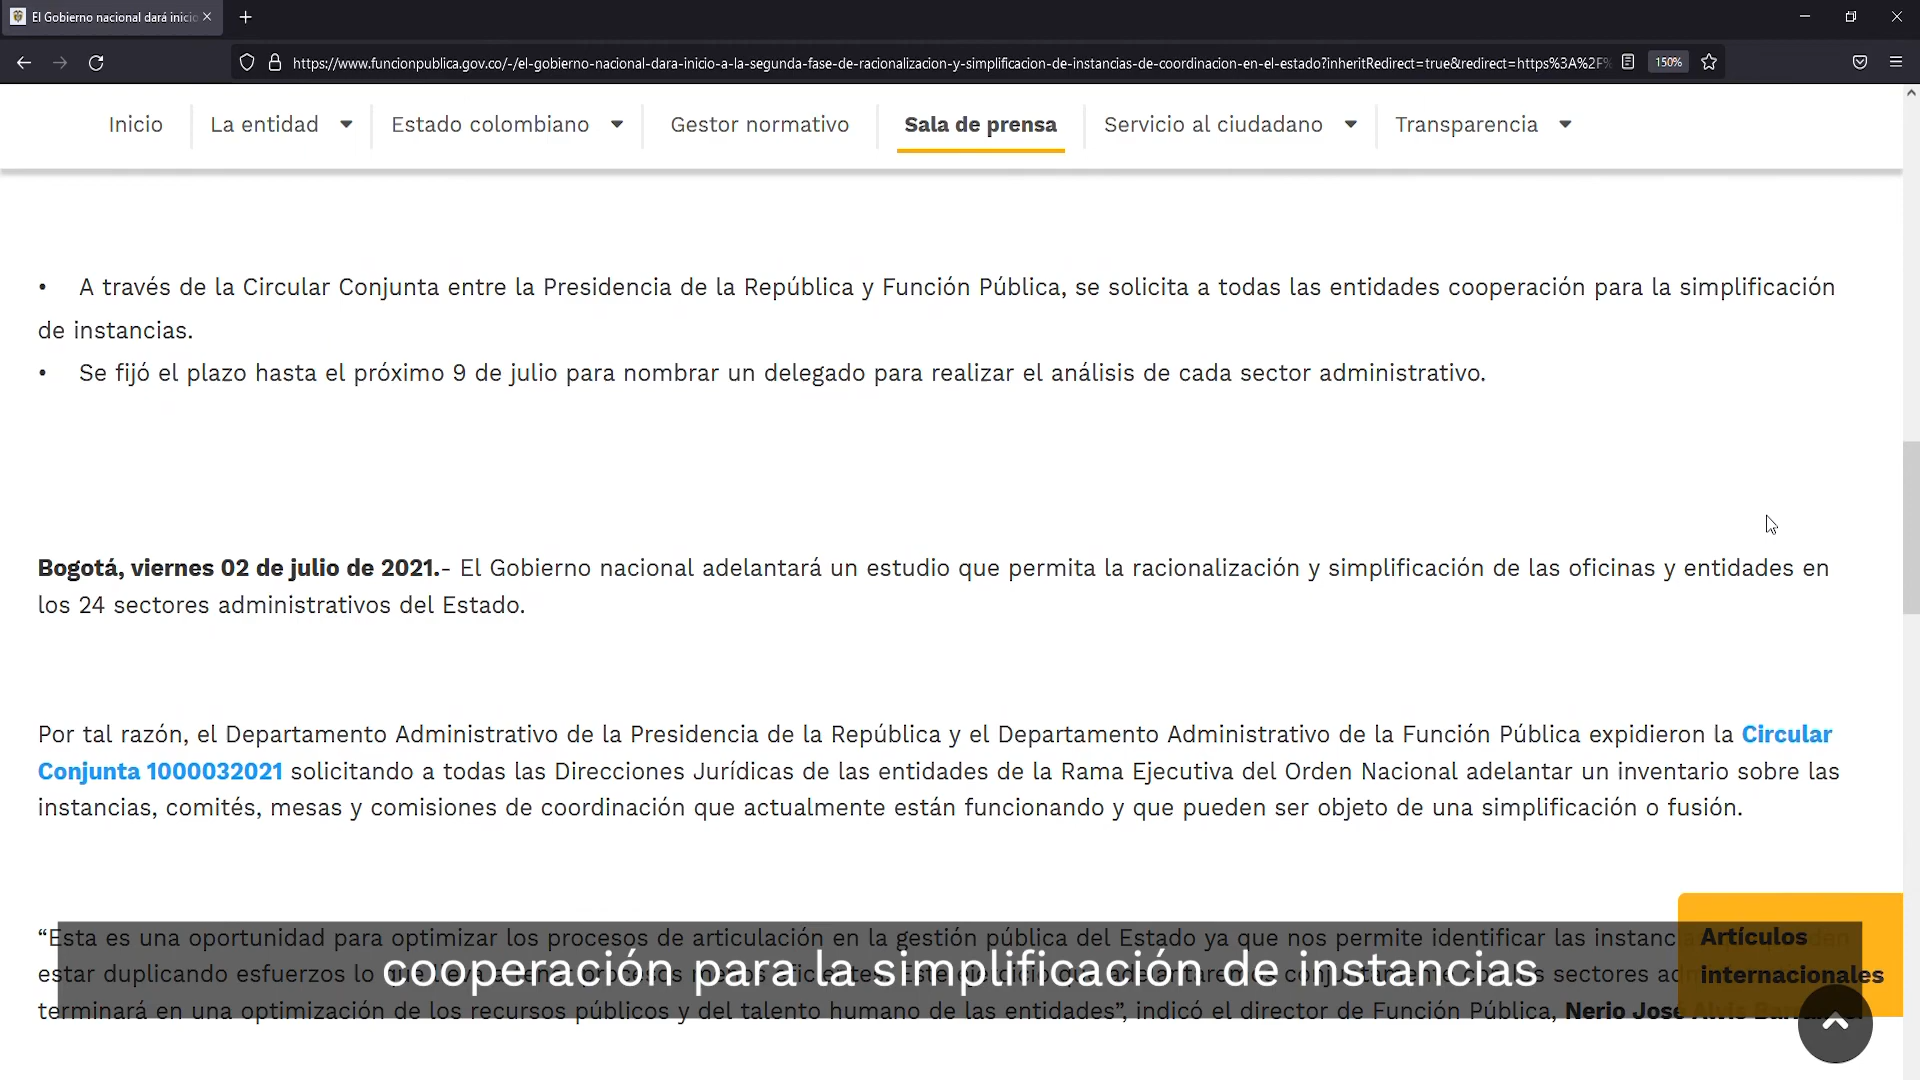 El Gobierno nacional dará inicio
https://www.funcionpublica.gov.co/-/el-gobierno-nacional-dara-inicio-a-la-segunda-fase-de-racionalizacion-y-simplificacion-de-instancias-de-coordinacion-en-el-estado?inheritRedirect=true&redirect=https%3A%2F%
150%
Inicio La entidad Estado colombiano Gestor normativo Sala de prensa Servicio al ciudadano Transparencia
• A través de la Circular Conjunta entre la Presidencia de la República y Función Pública, se solicita a todas las entidades cooperación para la simplificación
de instancias.
• Se fijó el plazo hasta el próximo 9 de julio para nombrar un delegado para realizar el análisis de cada sector administrativo.
Bogotá, viernes 02 de julio de 2021.- El Gobierno nacional adelantará un estudio que permita la racionalización y simplificación de las oficinas y entidades en
los 24 sectores administrativos del Estado.
Por tal razón, el Departamento Administrativo de la Presidencia de la República y el Departamento Administrativo de la Función Pública expidieron la Circular
Conjunta 1000032021 solicitando a todas las Direcciones Jurídicas de las entidades de la Rama Ejecutiva del Orden Nacional adelantar un inventario sobre las
instancias, comités, mesas y comisiones de coordinación que actualmente están funcionando y que pueden ser objeto de una simplificación o fusión.
“Esta es una oportunidad para optimizar los procesos de articulación en la gestión pública del Estado ya que nos permite identificar las
estar duplicando esfuerzos lo sectores
terminará en una optimización de los recursos públicos y del talento humano de las entidades”, indicó el director de Función Pública, Nerio José
cooperación para la simplificación de instancias
Artículos
internacionales